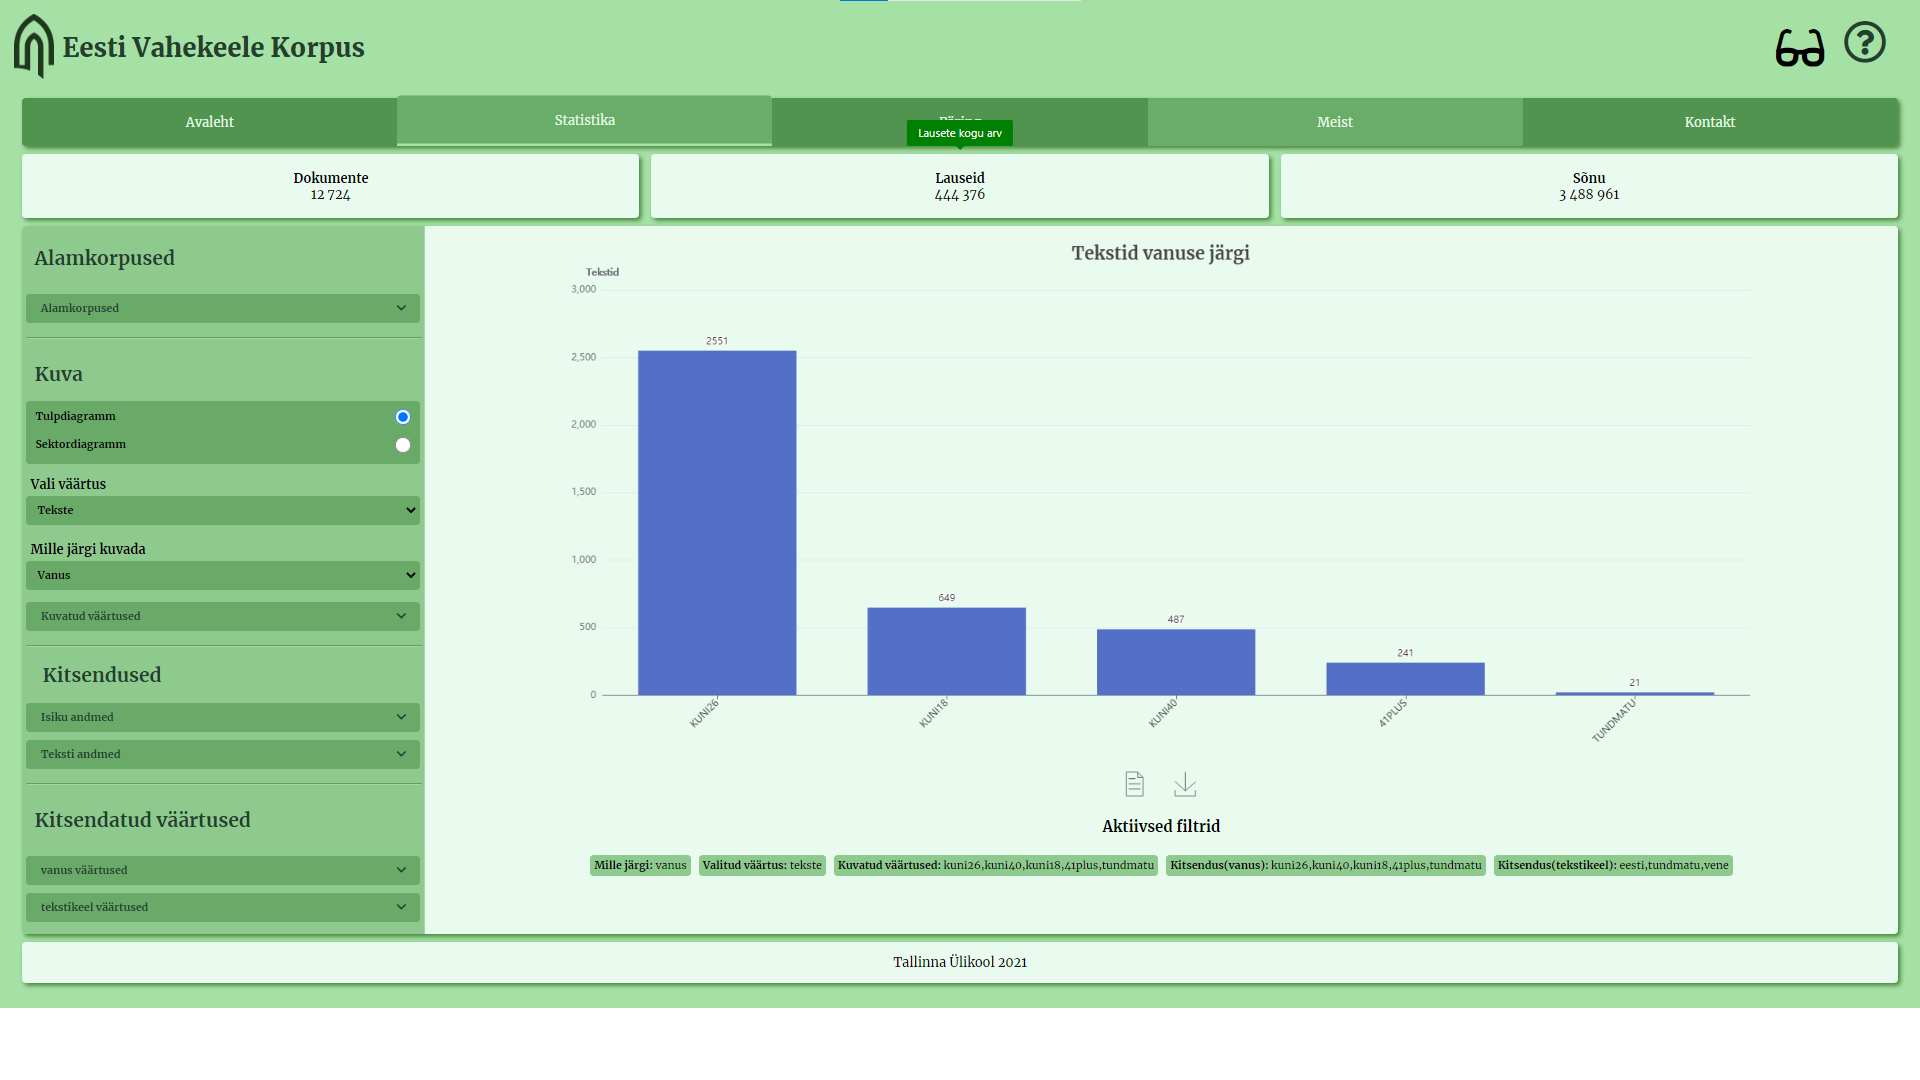 Eesti Vahekeele Korpus
Avaleht
Statistika
Meist
Kontakt
Lausete kogu arv
Dokumente
12 724
Lauseid
444 376
Sõnu
3 488 961
Alamkorpused
Alamkorpused
Kuva
Tulpdiagramm
Sektordiagramm
Vali väärtus
Tekste
Mille järgi kuvada
Vanus
Kuvatud väärtused
Kitsendused
Isiku andmed
Teksti andmed
Kitsendatud väärtused
vanus väärtused
tekstikeel väärtused
Tekstid vanuse järgi
Tekstid
3,000
2,500
2,000
1,500
1,000
500
0
2551
649
487
241
21
KUNI26
KUNI18
KUNI40
41PLUS
TUNDMATU
Aktiivsed filtrid
Mille järgi: vanus
Valitud väärtus: tekste
Kuvatud väärtused: kuni26,kuni40,kuni18,41plus,tundmatu
Kitsendus(vanus): kuni26,kuni40,kuni18,41plus,tundmatu
Kitsendus(tekstikeel): eesti,tundmatu,vene
Tallinna Ülikool 2021